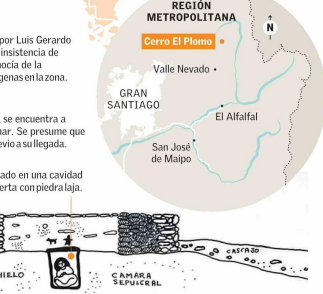 por Luis Gerardo
insistencia de
nocía de la
genas en la zona.
se encuentra a
nar. Se presume que
evio a su llegada.
ado en una cavidad
erta con piedra laja.
REGIÓN
METROPOLITANA
N
Cerro El Plomo
Valle Nevado
GRAN
SANTIAGO
El Alfalfal
San José
de Maipo
CASCAJO
HIELO
CAMARA
SEPULCRAL